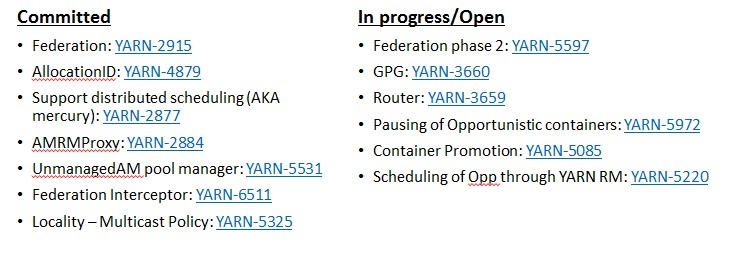 Committed
• Federation: YARN-2915
• AllocationID: YARN-4879
• Support distributed scheduling (AKA
mercury): YARN-2877
• AMRMProxy: YARN-2884
• UnmanagedAM pool manager: YARN-5531
• Federation Interceptor: YARN-6511
• Locality – Multicast Policy: YARN-5325
In progress/Open
• Federation phase 2: YARN-5597
• GPG: YARN-3660
• Router: YARN-3659
• Pausing of Opportunistic containers: YARN-5972
• Container Promotion: YARN-5085
• Scheduling of Opp through YARN RM: YARN-5220